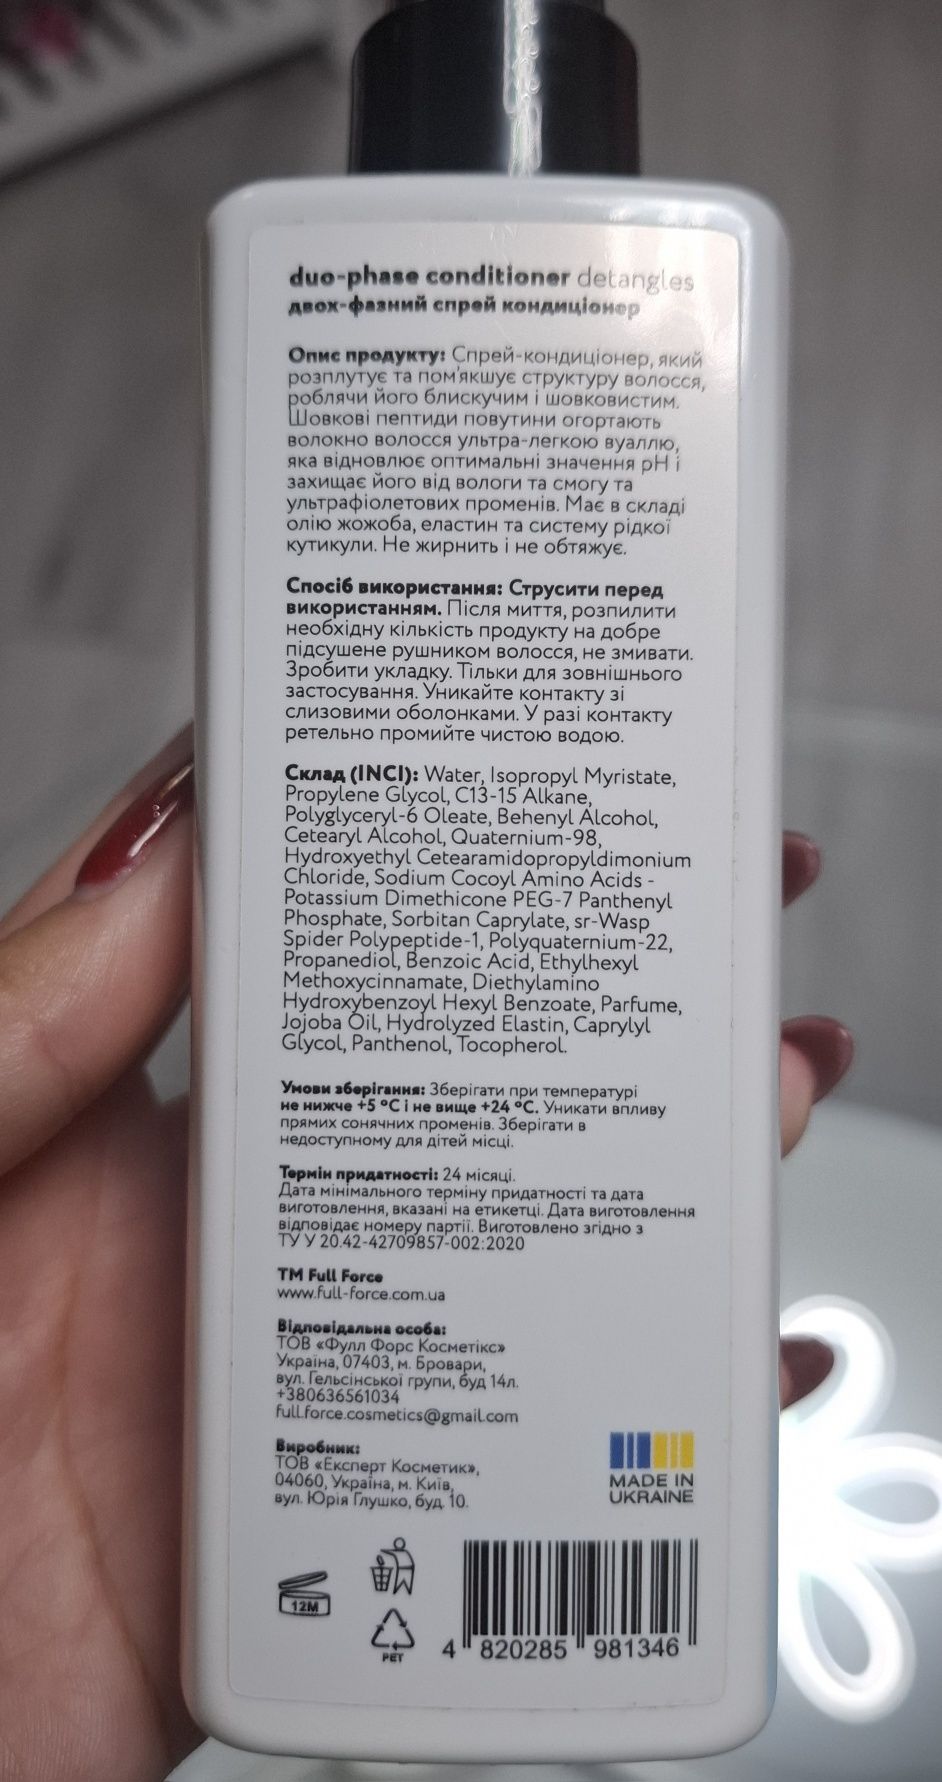 duo-phase conditioner detangles
двох-фазний спрей кондиціонер
Опис продукту: Спрей-кондиціонер, який
розплутує та пом'якшує структуру волосся,
роблячи його блискучим і шовковистим.
Шовкові пептиди повутини огортають
волокно волосся ультра-легкою вуаллю,
яка відновлює оптимальні значення pH і
захищає його від вологи та смогу та
ультрафіолетових променів. Має в складі
олію жожоба, еластин та систему рідкої
кутикули. Не жирнить і не обтяжує.
Спосіб використання: Струсити перед
використанням. Після миття, розпилити
необхідну кількість продукту на добре
підсушене рушником волосся, не змивати.
Зробити укладку. Тільки для зовнішнього
застосування. Уникайте контакту зі
слизовими оболонками. У разі контакту
ретельно промийте чистою водою.
Склад (INCI): Water, Isopropyl Myristate,
Propylene Glycol, C13-15 Alkane,
Polyglyceryl-6 Oleate, Behenyl Alcohol,
Cetearyl Alcohol, Quaternium-98,
Hydroxyethyl Cetearamidopropyldimonium
Chloride, Sodium Cocoyl Amino Acids -
Potassium Dimethicone PEG-7 Panthenyl
Phosphate, Sorbitan Caprylate, sr-Wasp
Spider Polypeptide-1, Polyquaternium-22,
Propanediol, Benzoic Acid, Ethylhexyl
Methoxycinnamate, Diethylamino
Hydroxybenzoyl Hexyl Benzoate, Parfume,
Jojoba Oil, Hydrolyzed Elastin, Caprylyl
Glycol, Panthenol, Tocopherol.
Умови зберігання: Зберігати при температурі
не нижче +5 °C і не вище +24 °C. Уникати впливу
прямих сонячних променів. Зберігати в
недоступному для дітей місці.
Термін придатності: 24 місяці.
Дата мінімального терміну придатності та дата
виготовлення, вказані на етикетці. Дата виготовлення
відповідає номеру партії. Виготовлено згідно з
ТУ У 20.42-42709857-002:2020
TM Full Force
www.full-force.com.ua
Відповідальна особа:
ТОВ «Фулл Форс Косметікс»
Україна, 07403, м. Бровари,
вул. Гельсінської групи, буд 14л.
+380636561034
full.force.cosmetics@gmail.com
Виробник:
ТОВ «Експерт Косметик»,
04060, Україна, м. Київ,
вул. Юрія Глушко, буд. 10.
MADE IN
UKRAINE
12M
PET
4 820285 981346